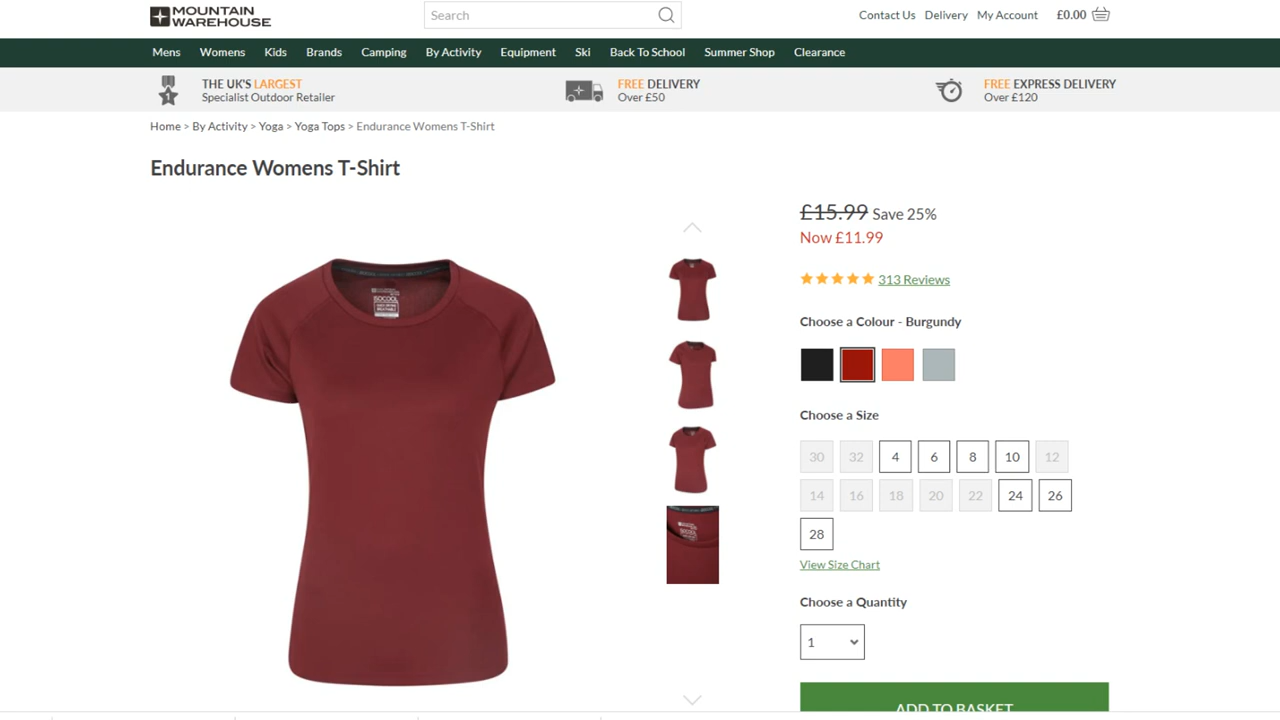 MOUNTAIN
WAREHOUSE
Search
Contact Us Delivery My Account £0.00
Mens Womens Kids Brands Camping By Activity Equipment Ski Back To School Summer Shop Clearance
THE UK'S LARGEST
Specialist Outdoor Retailer
FREE DELIVERY
Over £50
FREE EXPRESS DELIVERY
Over £120
Home > By Activity > Yoga > Yoga Tops > Endurance Womens T-Shirt
Endurance Womens T-Shirt
£15.99 Save 25%
Now £11.99
313 Reviews
Choose a Colour - Burgundy
Choose a Size
30 32 4 6 8 10 12
14 16 18 20 22 24 26
28
View Size Chart
Choose a Quantity
1
ADD TO BASKET
ISOCOOL